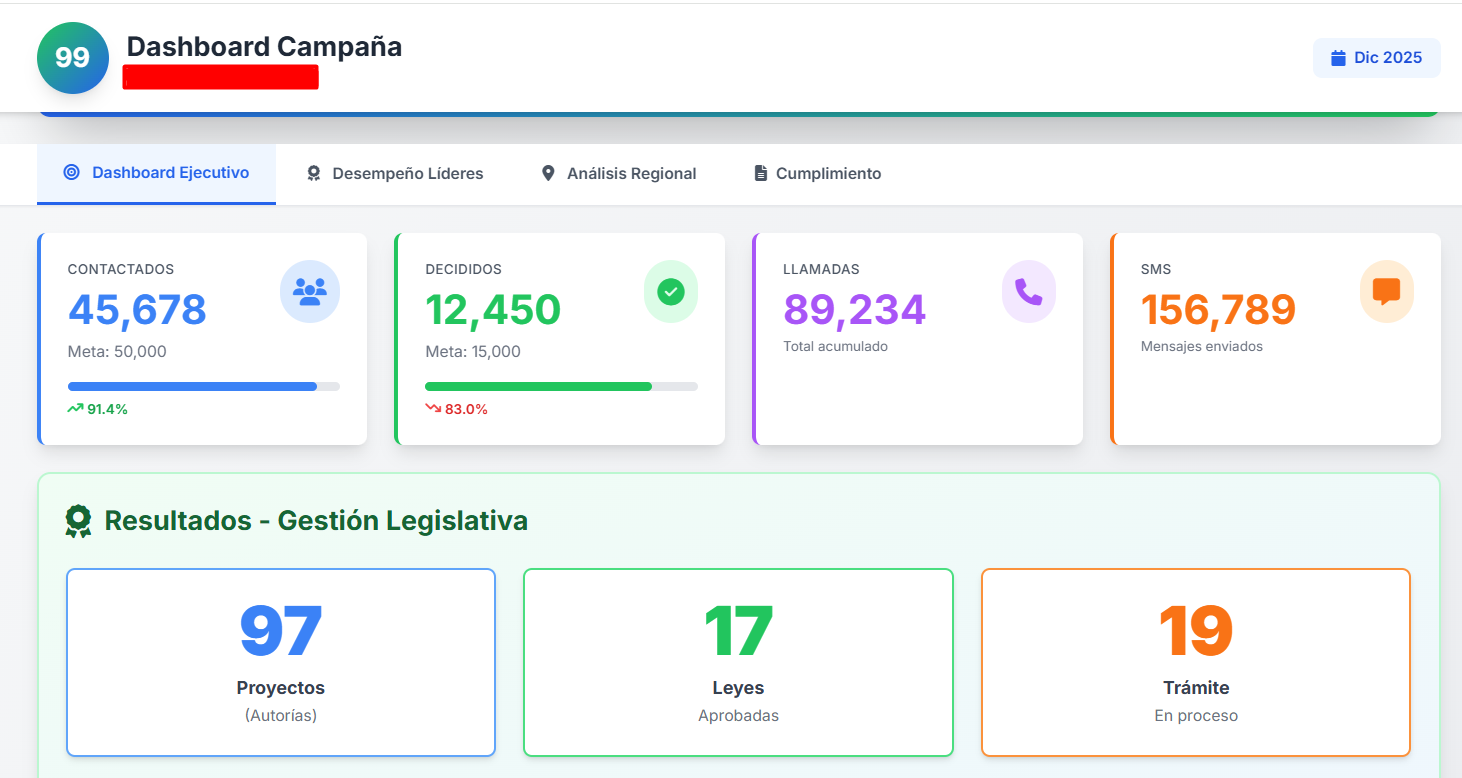 99
Dashboard Campaña
Dic 2025
Dashboard Ejecutivo
Desempeño Líderes
Análisis Regional
Cumplimiento
CONTACTADOS
45,678
Meta: 50,000
91.4%
DECIDIDOS
12,450
Meta: 15,000
83.0%
LLAMADAS
89,234
Total acumulado
SMS
156,789
Mensajes enviados
Resultados - Gestión Legislativa
97
Proyectos
(Autorías)
17
Leyes
Aprobadas
19
Trámite
En proceso